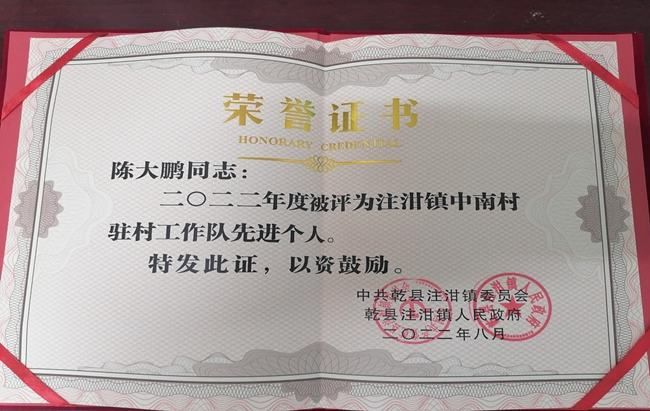 荣誉证书
HONORARY CREDENTIAL
陈大鹏同志：
二〇二二年度被评为注泔镇中南村
驻村工作队先进个人。
特发此证，以资鼓励。
中共乾县注泔镇委员会
乾县注泔镇人民政府
二〇二二年八月